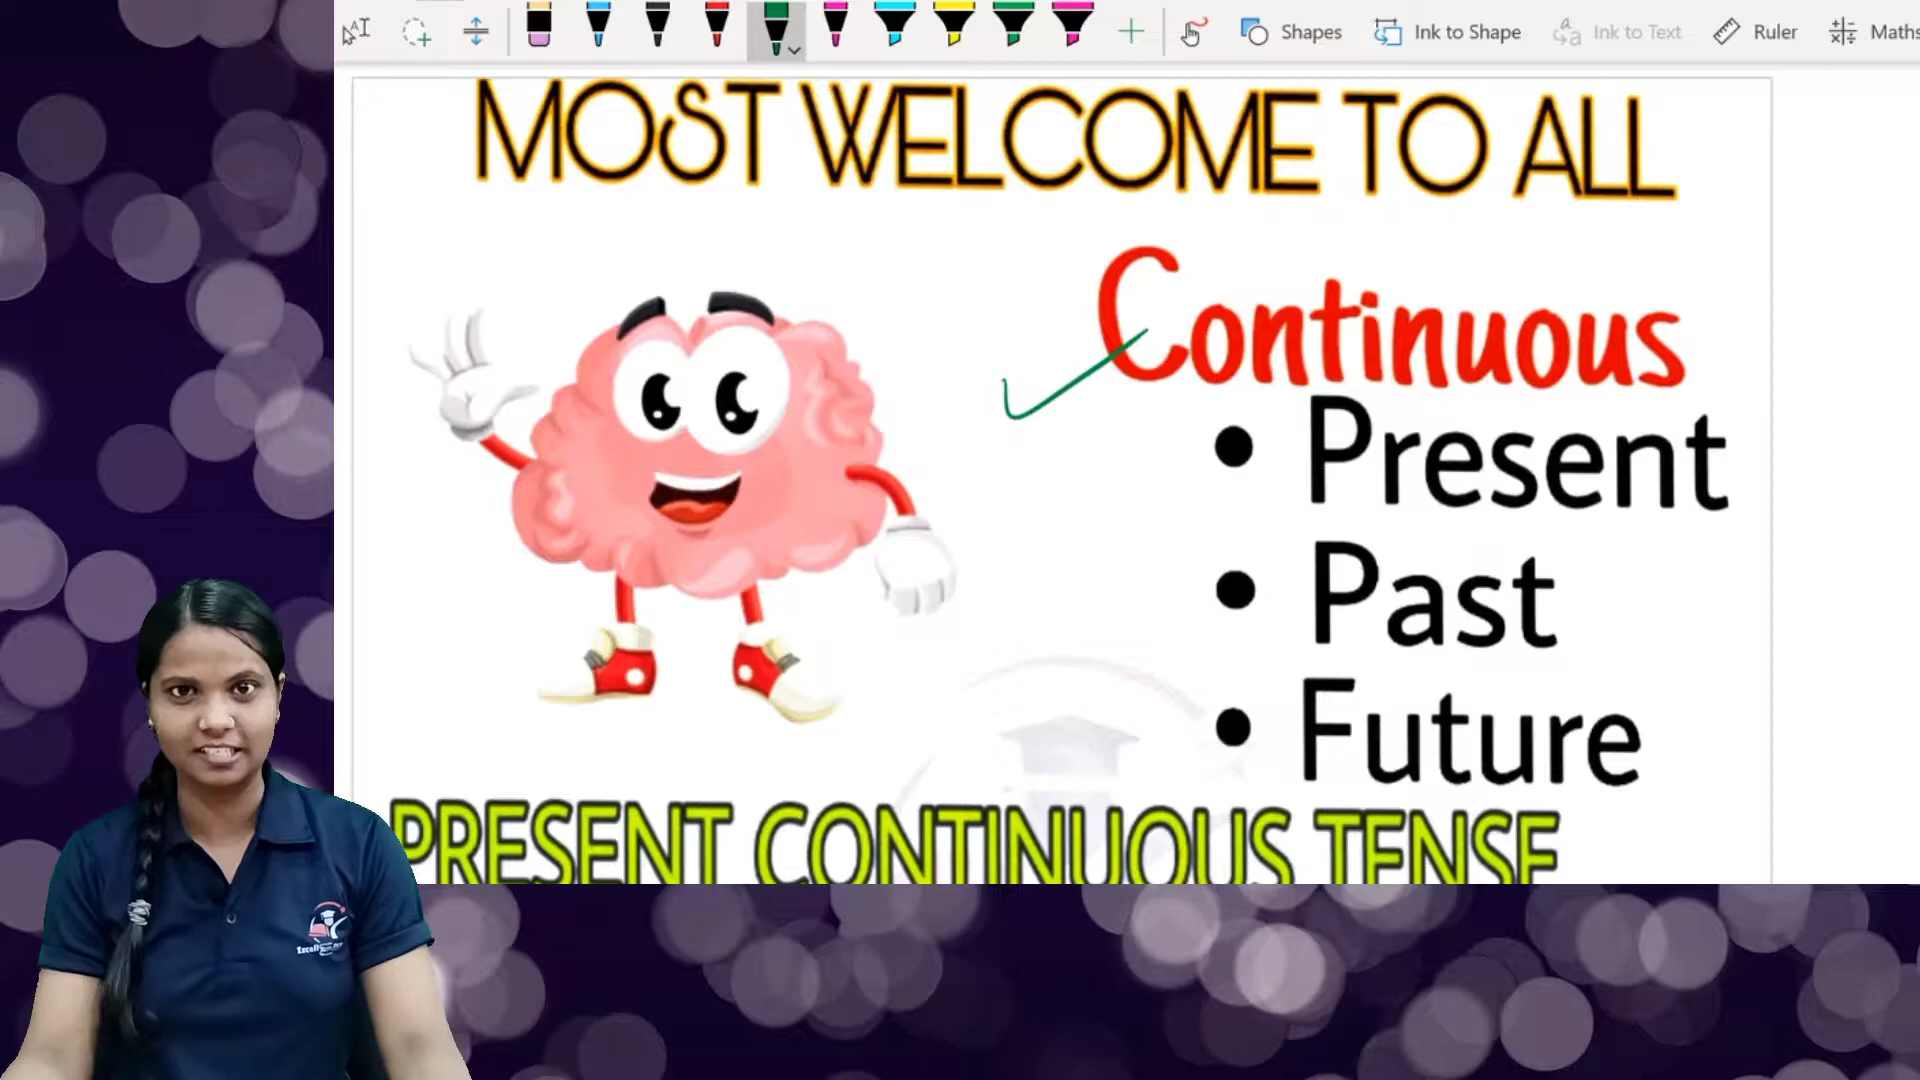 Shapes
Ink to Shape
Ink to Text
Ruler
Maths
MOST WELCOME TO ALL
Continuous
• Present
• Past
• Future
PRESENT CONTINUOUS TENSE